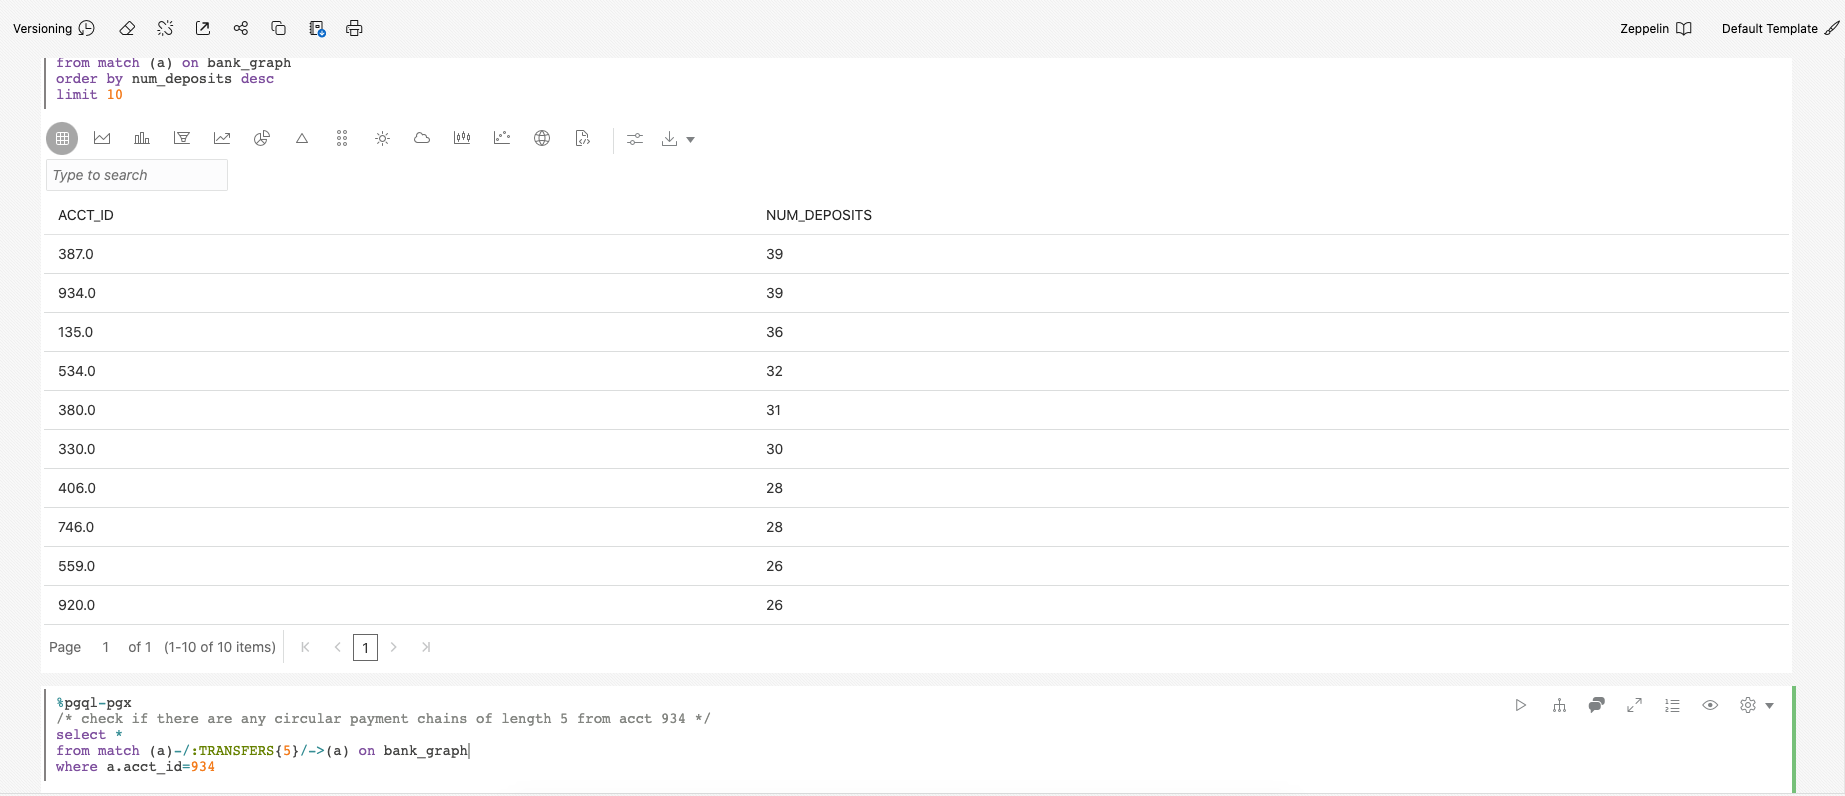 Versioning
Zeppelin
Default Template
from match (a) on bank_graph
order by num_deposits desc
limit 10
Type to search
ACCT_ID NUM_DEPOSITS
387.0 39
934.0 39
135.0 36
534.0 32
380.0 31
330.0 30
406.0 28
746.0 28
559.0 26
920.0 26
Page 1 of 1 (1-10 of 10 items) 1
%pgql-pgx
/* check if there are any circular payment chains of length 5 from acct 934 */
select *
from match (a)-/:TRANSFERS{5}/->(a) on bank_graph
where a.acct_id=934